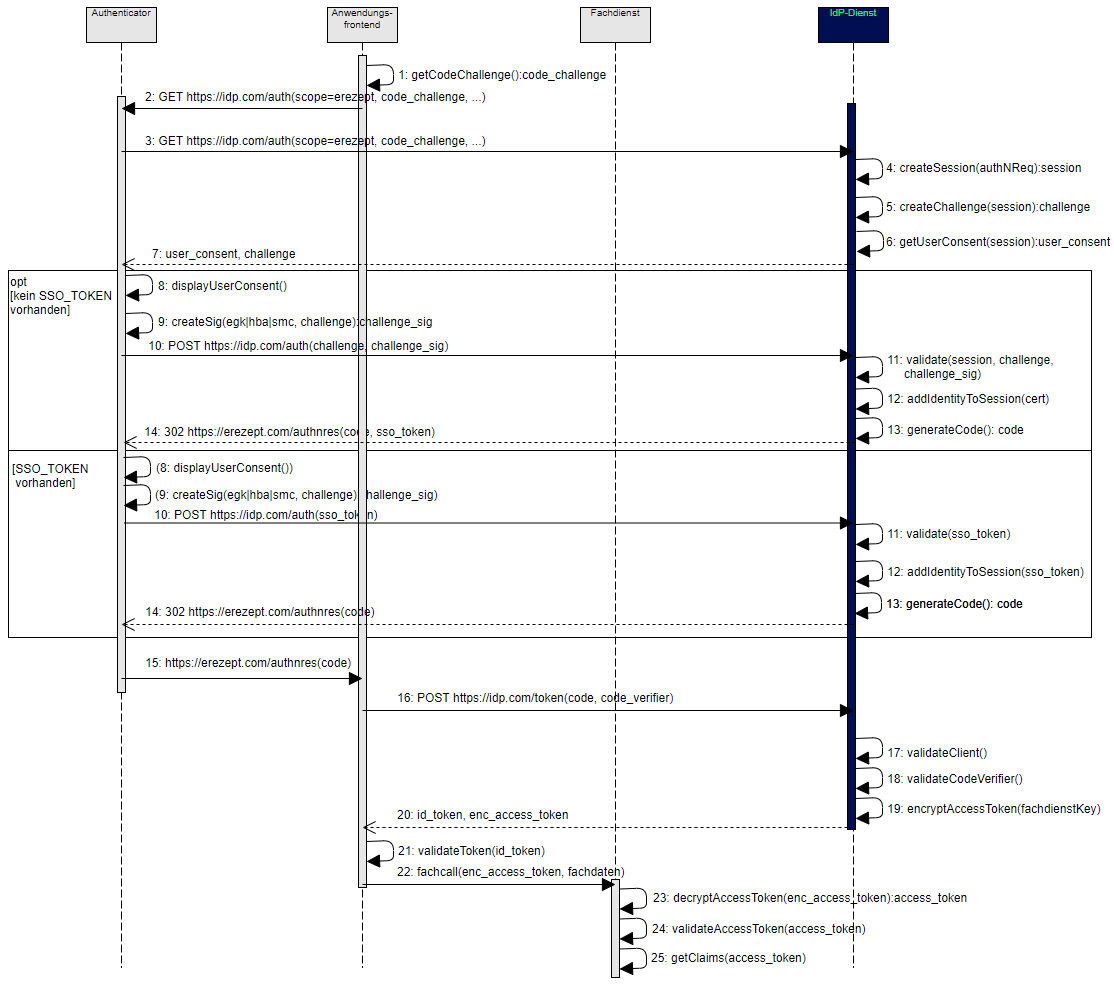 Authenticator
Anwendungs-
frontend
Fachdienst
IdP-Dienst
1: getCodeChallenge():code_challenge
2: GET https://idp.com/auth(scope=erezept, code_challenge, ...)
3: GET https://idp.com/auth(scope=erezept, code_challenge, ...)
4: createSession(authNReq):session
5: createChallenge(session):challenge
6: getUserConsent(session):user_consent
7: user_consent, challenge
opt
[kein SSO_TOKEN
vorhanden]
8: displayUserConsent()
9: createSig(egk|hba|smc, challenge):challenge_sig
10: POST https://idp.com/auth(challenge, challenge_sig)
11: validate(session, challenge,
challenge_sig)
12: addIdentityToSession(cert)
13: generateCode(): code
14: 302 https://erezept.com/authnres(code, sso_token)
[SSO_TOKEN
vorhanden]
(8: displayUserConsent())
(9: createSig(egk|hba|smc, challenge):challenge_sig)
10: POST https://idp.com/auth(sso_token)
11: validate(sso_token)
12: addIdentityToSession(sso_token)
13: generateCode(): code
14: 302 https://erezept.com/authnres(code)
15: https://erezept.com/authnres(code)
16: POST https://idp.com/token(code, code_verifier)
17: validateClient()
18: validateCodeVerifier()
19: encryptAccessToken(fachdienstKey)
20: id_token, enc_access_token
21: validateToken(id_token)
22: fachcall(enc_access_token, fachdaten)
23: decryptAccessToken(enc_access_token):access_token
24: validateAccessToken(access_token)
25: getClaims(access_token)